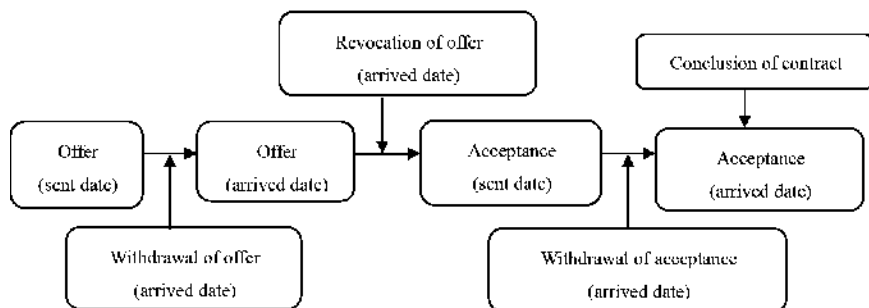 Revocation of offer
(arrived date)
Conclusion of contract
Offer
(sent date)
Offer
(arrived date)
Acceptance
(sent date)
Acceptance
(arrived date)
Withdrawal of offer
(arrived date)
Withdrawal of acceptance
(arrived date)